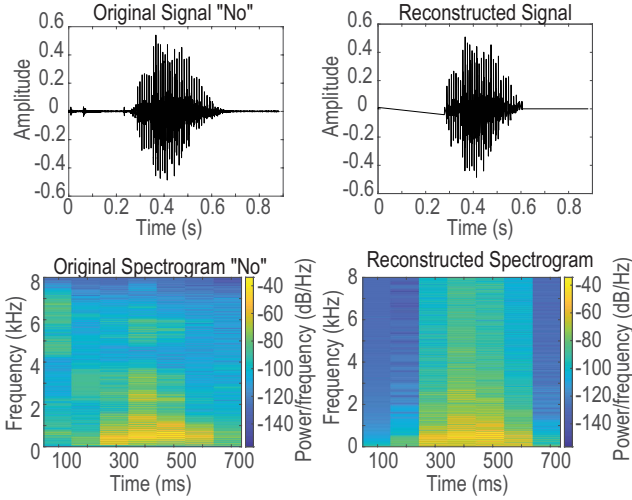 Original Signal "No"
0.6
0.4
0.2
0
-0.2
-0.4
-0.6
Amplitude
0 0.2 0.4 0.6 0.8
Time (s)
Reconstructed Signal
0.6
0.4
0.2
0
-0.2
-0.4
-0.6
Amplitude
0 0.2 0.4 0.6 0.8
Time (s)
Original Spectrogram "No"
8
6
4
2
1
0
Frequency (kHz)
100 300 500 700
Time (ms)
-40
-60
-80
-100
-120
-140
Power/frequency (dB/Hz)
Reconstructed Spectrogram
8
6
4
2
1
0
Frequency (kHz)
100 300 500 700
Time (ms)
-40
-60
-80
-100
-120
-140
Power/frequency (dB/Hz)